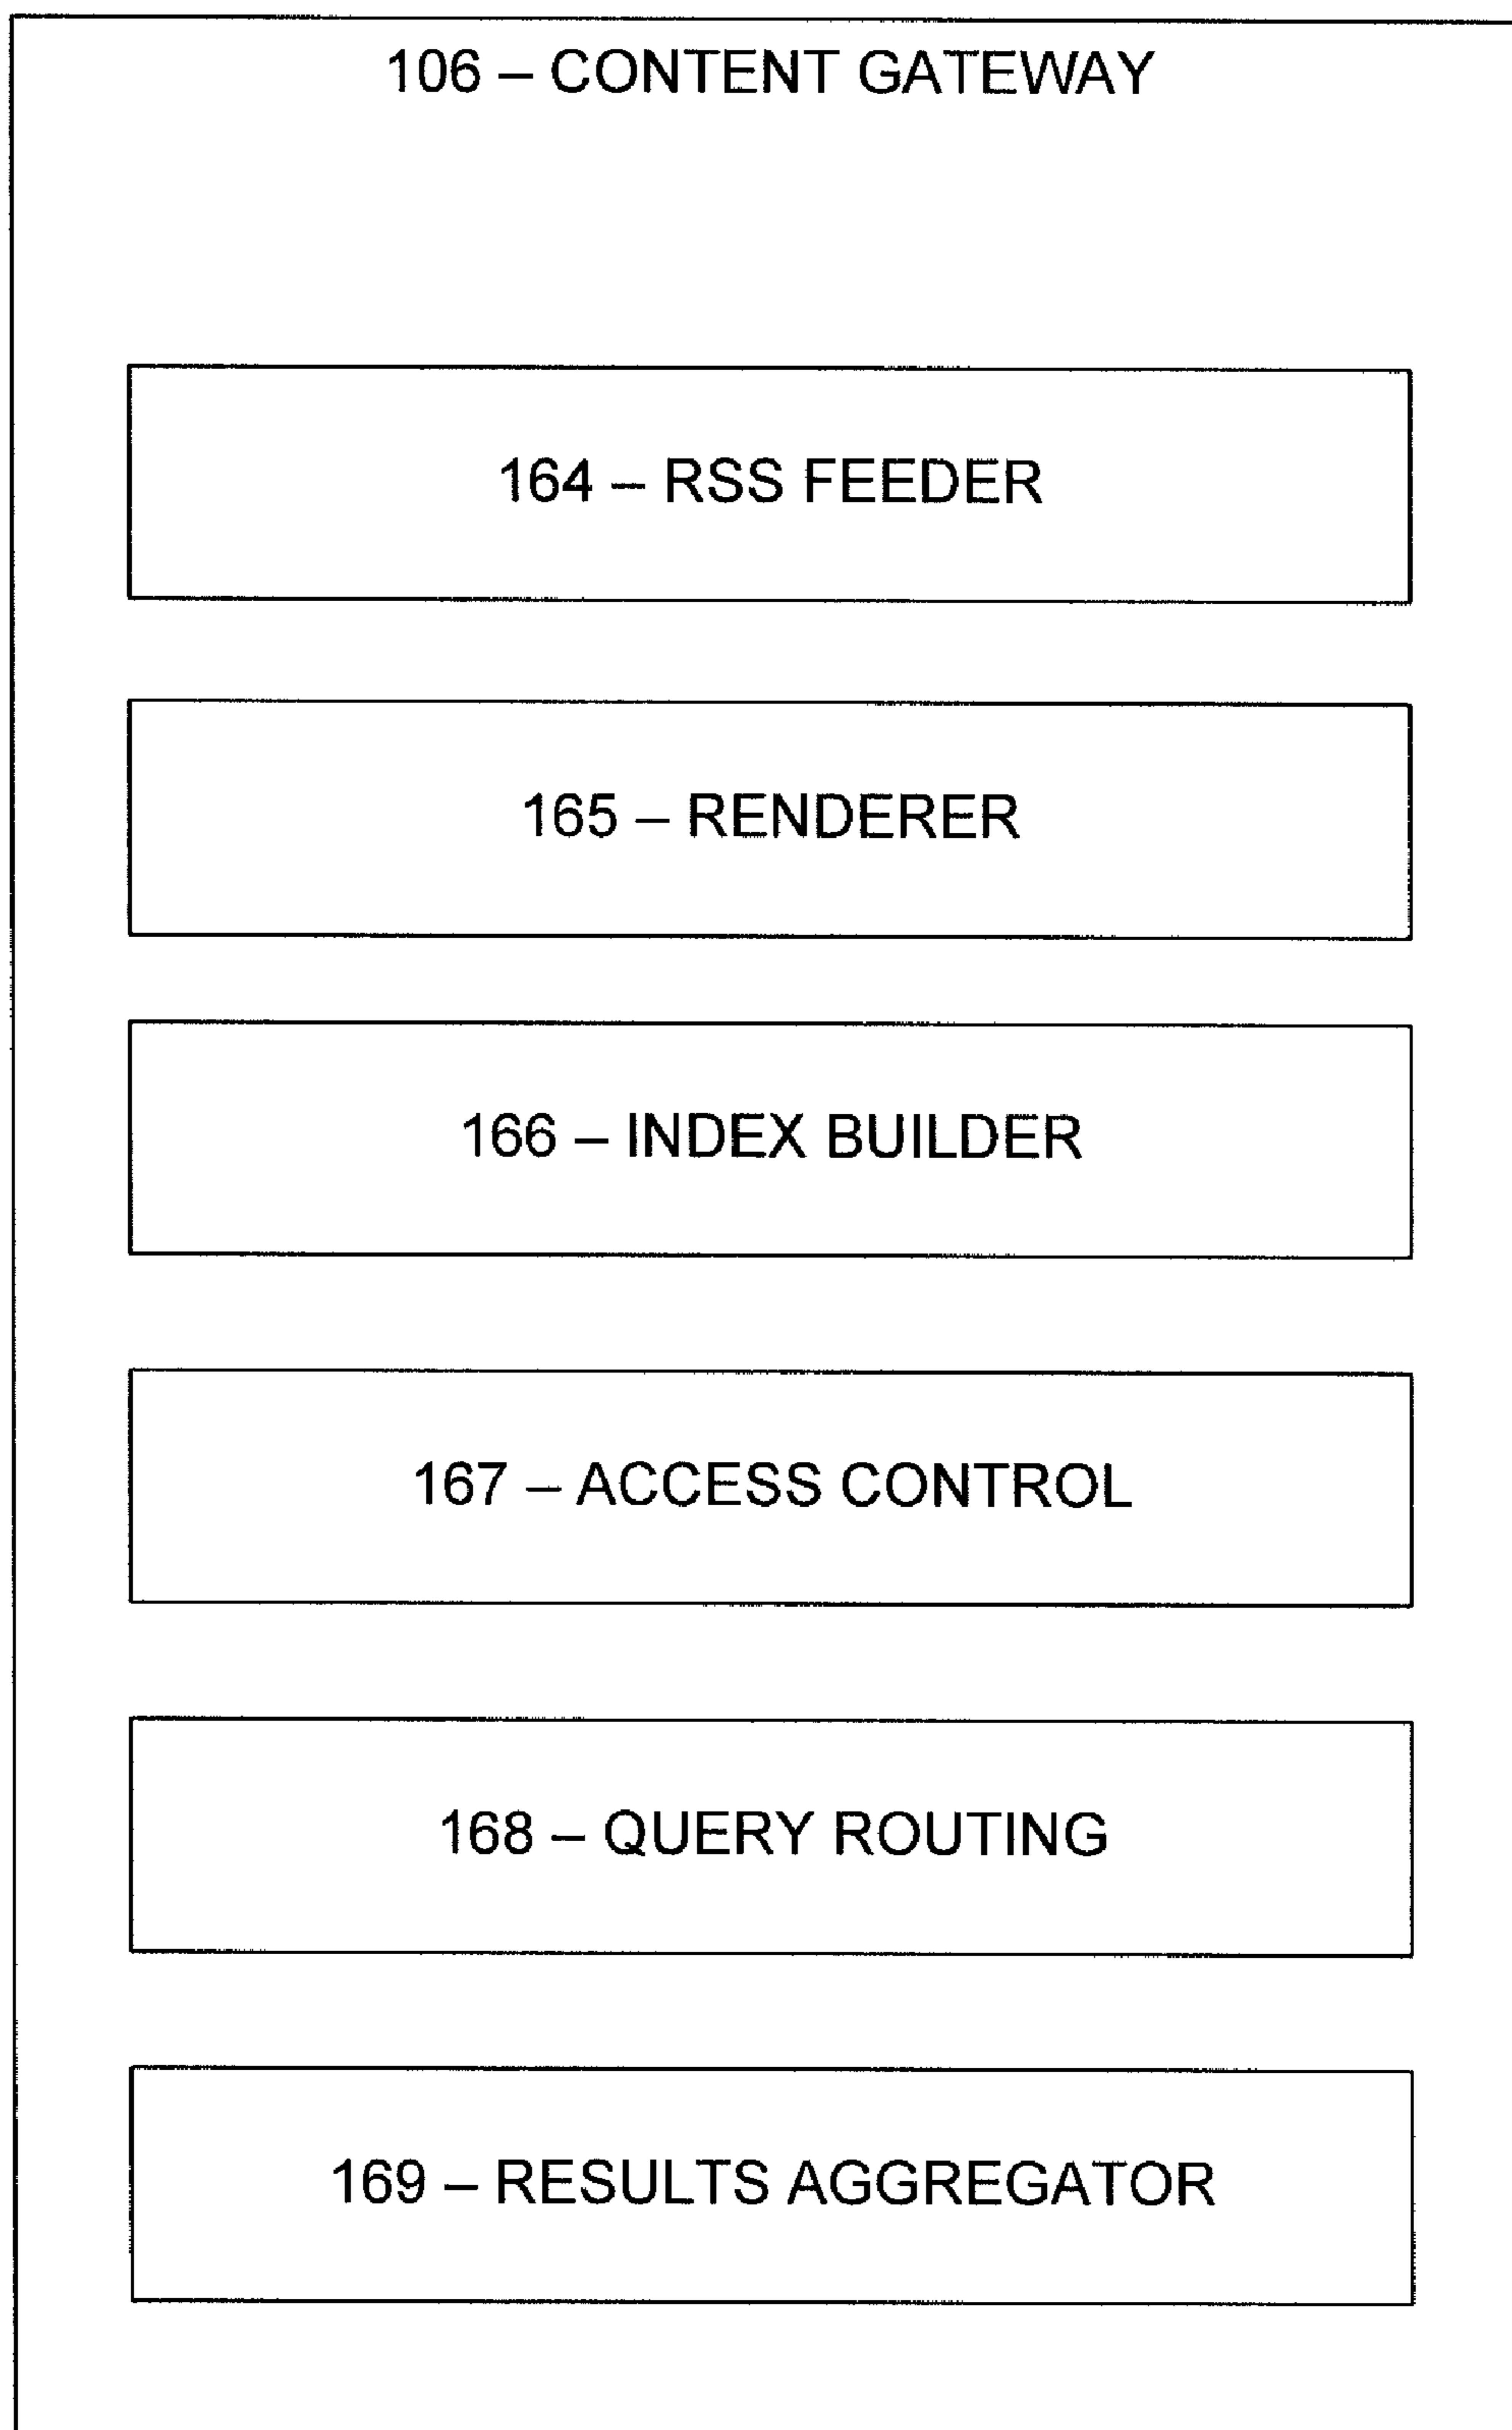 106 – CONTENT GATEWAY
164 – RSS FEEDER
165 – RENDERER
166 – INDEX BUILDER
167 – ACCESS CONTROL
168 – QUERY ROUTING
169 – RESULTS AGGREGATOR